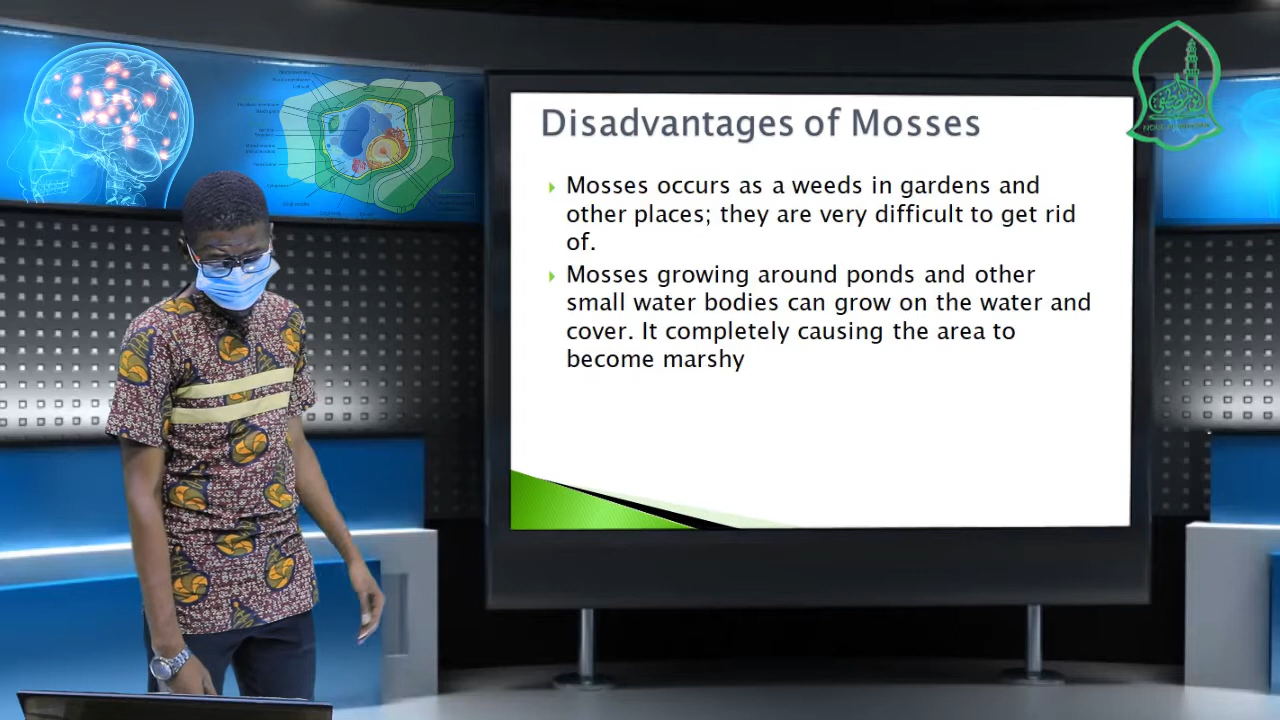 Disadvantages of Mosses
Mosses occurs as a weeds in gardens and
other places; they are very difficult to get rid
of.
Mosses growing around ponds and other
small water bodies can grow on the water and
cover. It completely causing the area to
become marshy